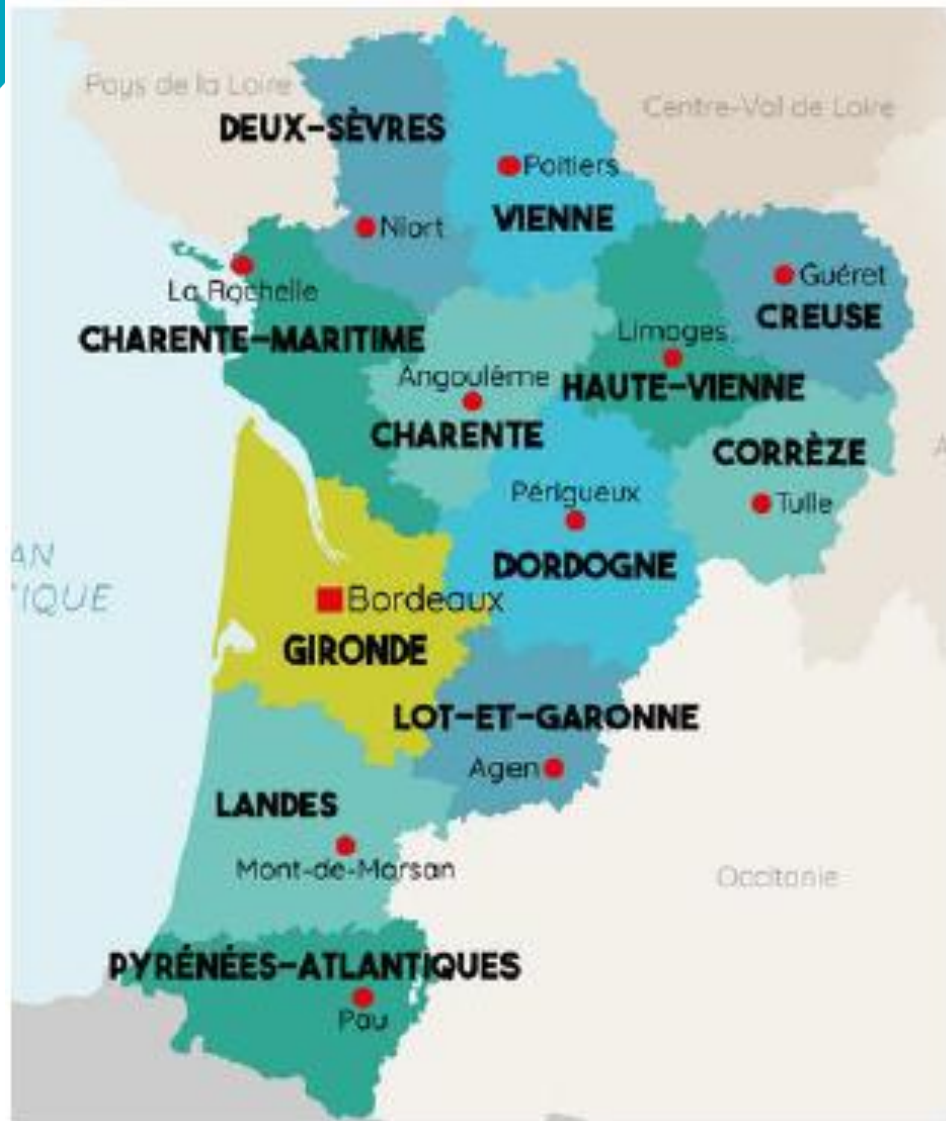 Pays de la Loire
Centre-Val de Loire
DEUX-SÈVRES
Poitiers
VIENNE
Niort
La Rochelle
Guéret
CREUSE
CHARENTE-MARITIME
Limoges
Angoulême
HAUTE-VIENNE
CHARENTE
CORRÈZE
Périgueux
Tulle
AN
TIQUE
DORDOGNE
Bordeaux
GIRONDE
LOT-ET-GARONNE
Agen
LANDES
Mont-de-Marsan
Occitanie
PYRÉNÉES-ATLANTIQUES
Pau